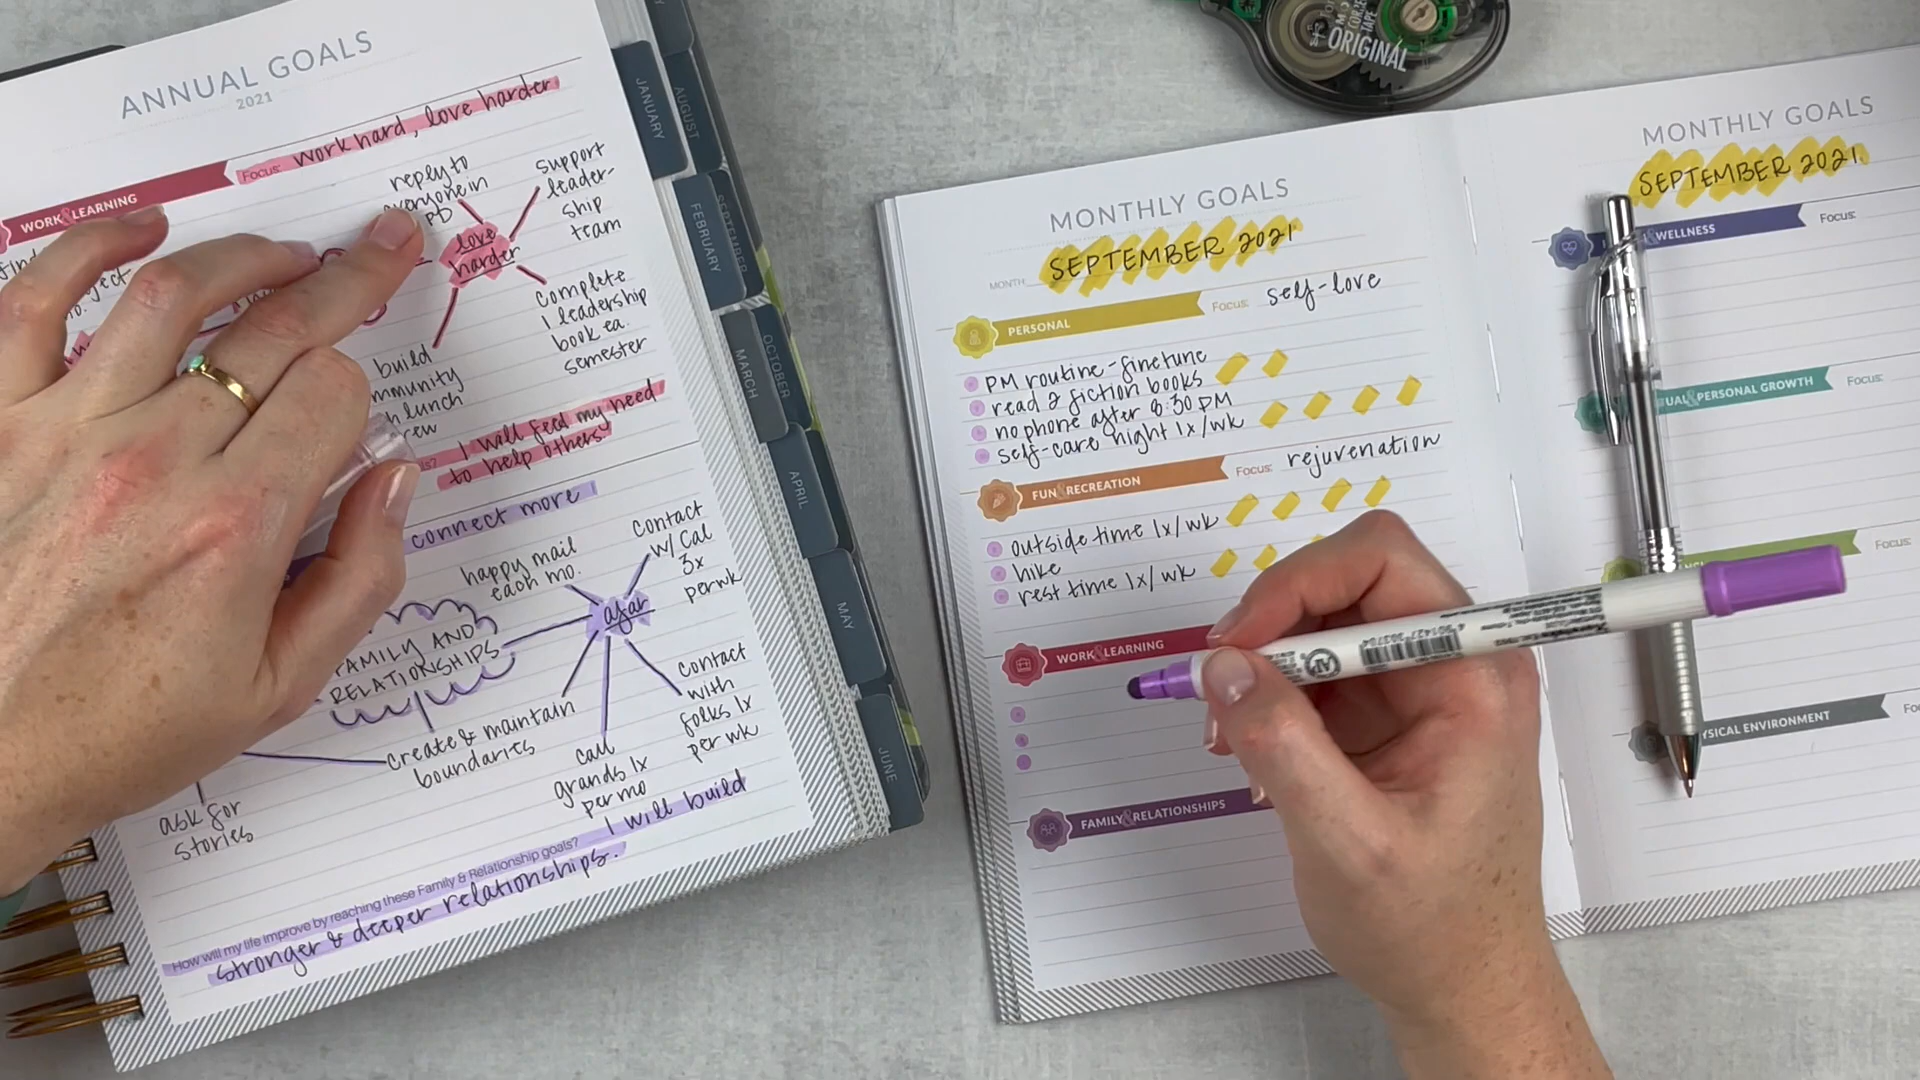 ANNUAL GOALS
2021
WORK & LEARNING
Focus: work hard, love harder
reply to
everyone in
support
leader-
ship
team
love
harder
complete
1 leadership
book ea.
semester
build
lunch
crew
I will feed my need
to help others
connect more
happy mail
each mo.
contact
w/ Cal
3x
per wk
afar
FAMILY AND
RELATIONSHIPS
create & maintain
boundaries
call
grands 1x
per mo
contact
with
folks 1x
per wk
ask for
stories
How will my life improve by reaching these Family & Relationship goals? I will build
stronger & deeper relationships.
JANUARY
FEBRUARY
MARCH
APRIL
MAY
JUNE
AUGUST
SEPTEMBER
OCTOBER
ORIGINAL
MONTHLY GOALS
MONTH: SEPTEMBER 2021
PERSONAL Focus: self-love
PM routine - finetune
read 2 fiction books
no phone after 8:30 PM
self-care night 1x/wk
FUN & RECREATION Focus: rejuvenation
outside time 1x/wk
hike
rest time 1x/wk
WORK & LEARNING
FAMILY & RELATIONSHIPS
MONTHLY GOALS
SEPTEMBER 2021
& WELLNESS Focus:
& PERSONAL GROWTH Focus:
Focus:
ENVIRONMENT